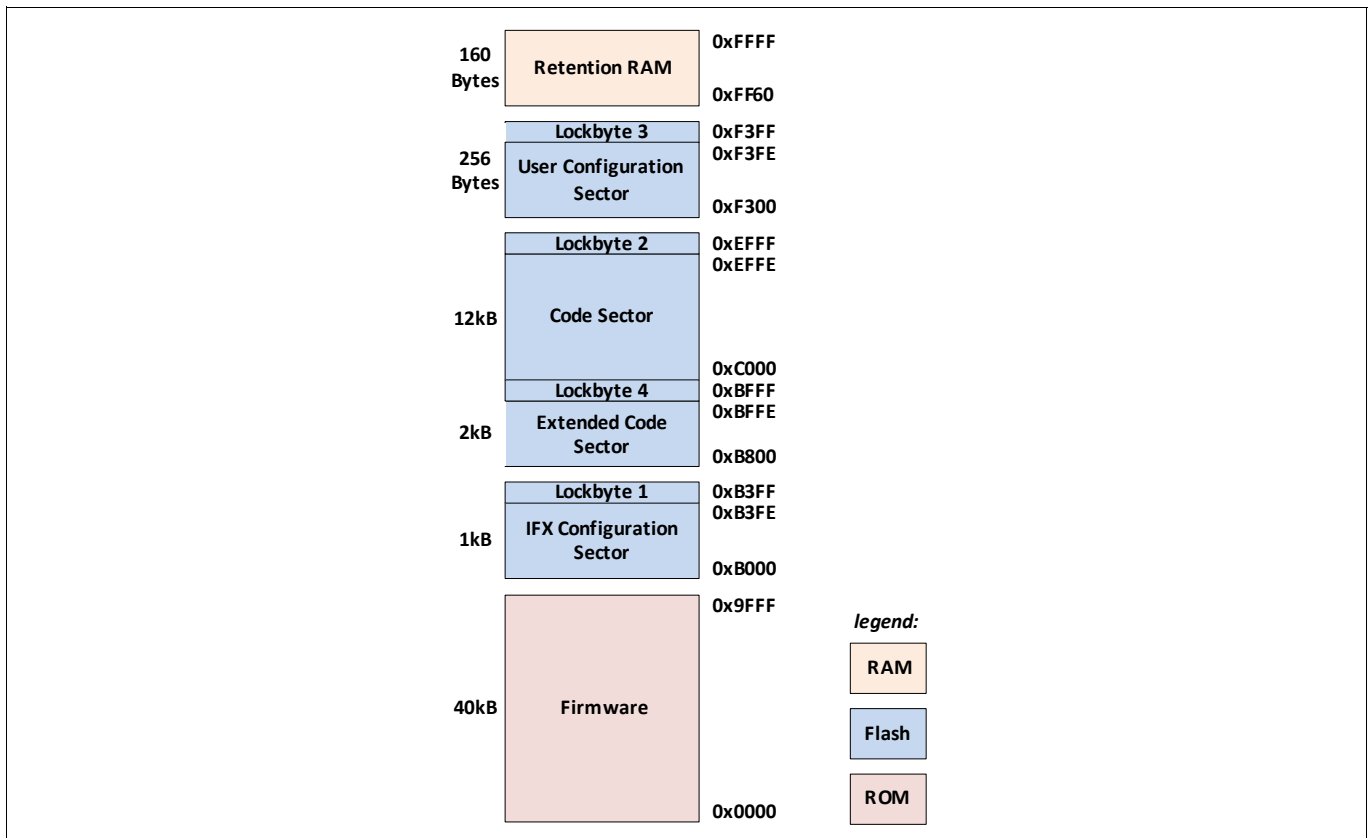 160
Bytes
Retention RAM
0xFFFF
0xFF60
256
Bytes
Lockbyte 3
User Configuration
Sector
0xF3FF
0xF3FE
0xF300
12kB
Lockbyte 2
Code Sector
0xEFFF
0xEFFE
0xC000
2kB
Lockbyte 4
Extended Code
Sector
0xBFFF
0xBFFE
0xB800
1kB
Lockbyte 1
IFX Configuration
Sector
0xB3FF
0xB3FE
0xB000
40kB
Firmware
0x9FFF
0x0000
legend:
RAM
Flash
ROM